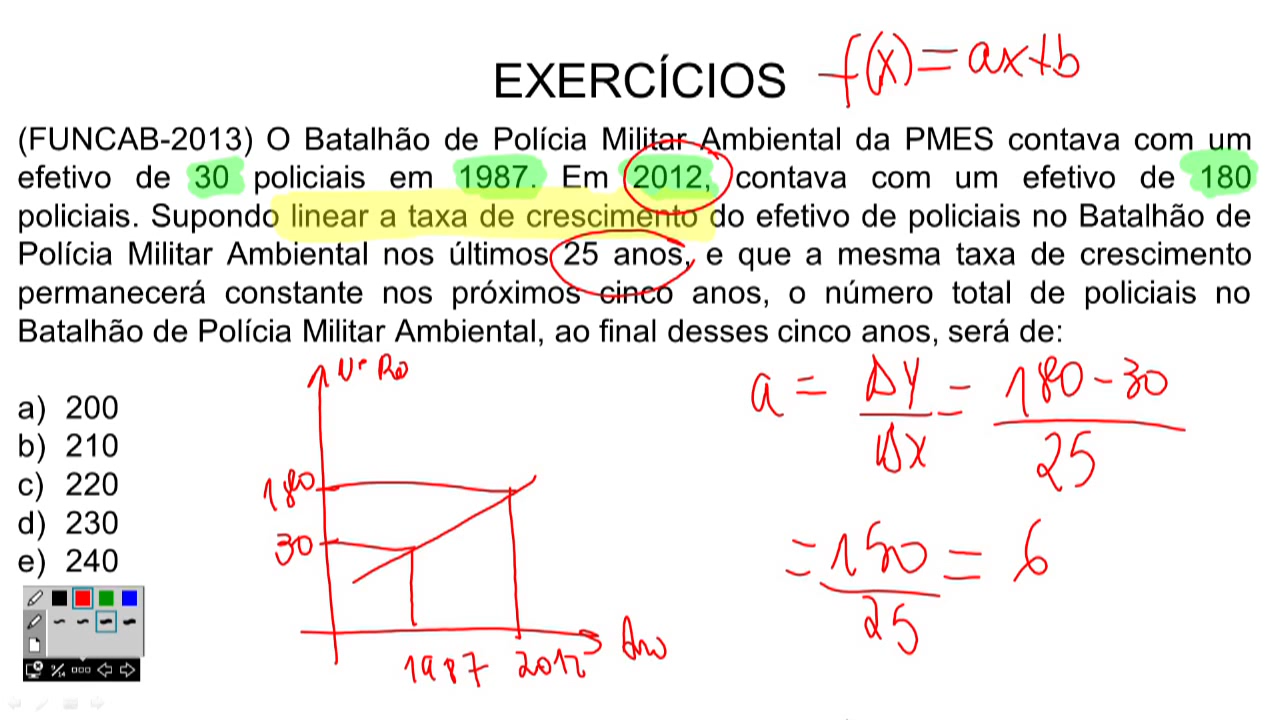 EXERCÍCIOS f(x) = ax+b
(FUNCAB-2013) O Batalhão de Polícia Militar Ambiental da PMES contava com um
efetivo de 30 policiais em 1987. Em 2012, contava com um efetivo de 180
policiais. Supondo linear a taxa de crescimento do efetivo de policiais no Batalhão de
Polícia Militar Ambiental nos últimos 25 anos, e que a mesma taxa de crescimento
permanecerá constante nos próximos cinco anos, o número total de policiais no
Batalhão de Polícia Militar Ambiental, ao final desses cinco anos, será de:
a) 200
b) 210
c) 220
d) 230
e) 240
180
30
1987 2012 Ano
a = ΔY/ΔX = 180-30/25
= 150/25 = 6